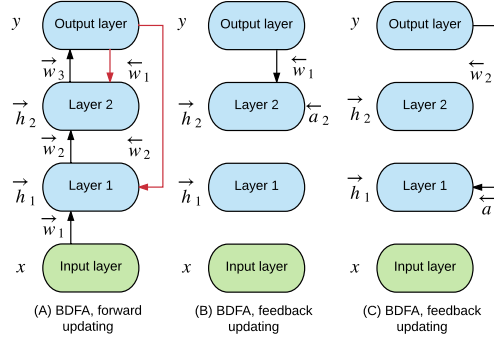 y Output layer
→w₃ ←w₁
→h₂ Layer 2
→w₂ ←w₂
→h₁ Layer 1
→w₁
x Input layer
(A) BDFA, forward
updating
y Output layer
←w₁
→h₂ Layer 2 ←a₂
→h₁ Layer 1
x Input layer
(B) BDFA, feedback
updating
y Output layer
←w₂
→h₂ Layer 2
→h₁ Layer 1 ←a
x Input layer
(C) BDFA, feedback
updating